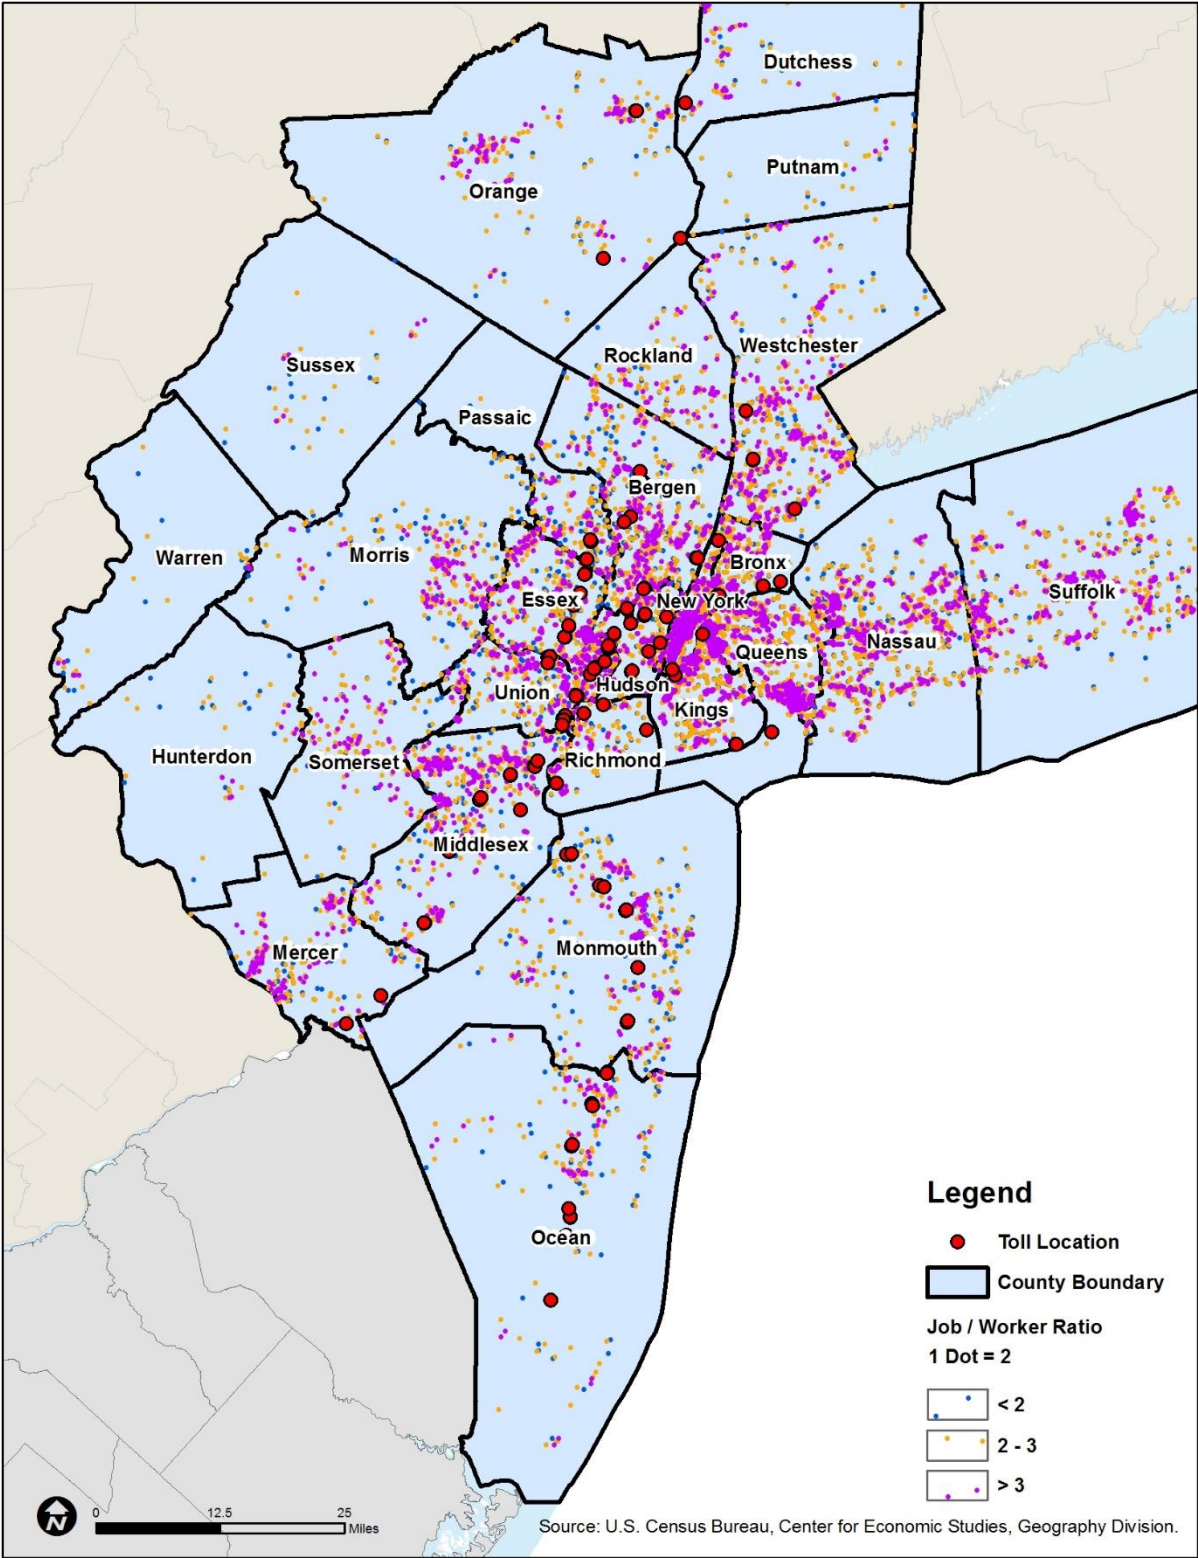 Dutchess
Putnam
Orange
Westchester
Rockland
Sussex
Passaic
Bergen
Warren
Morris
Bronx
Suffolk
Essex
New York
Nassau
Queens
Union
Hudson
Kings
Hunterdon
Somerset
Richmond
Middlesex
Mercer
Monmouth
Ocean
Legend
Toll Location
County Boundary
Job / Worker Ratio
1 Dot = 2
< 2
2 - 3
> 3
N
0 12.5 25
Miles
Source: U.S. Census Bureau, Center for Economic Studies, Geography Division.